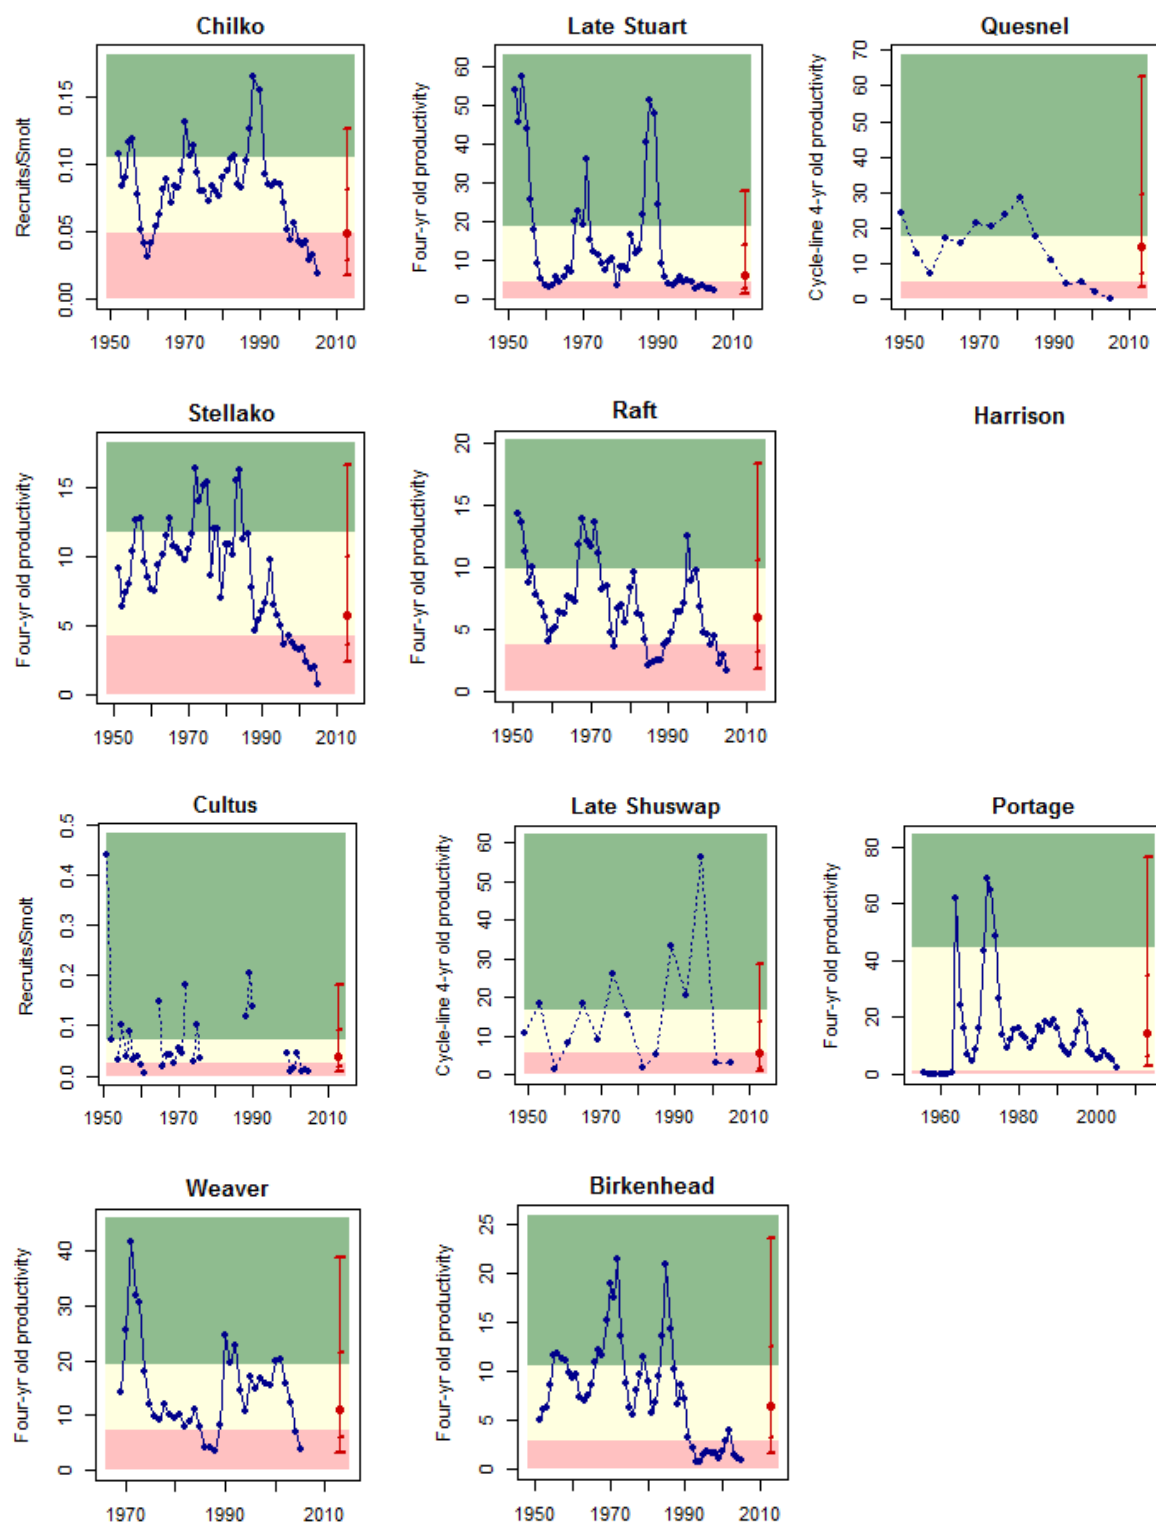 Chilko
Recruits/Smolt
0.00 0.05 0.10 0.15
1950 1970 1990 2010
Late Stuart
Four-yr old productivity
0 10 20 30 40 50 60
1950 1970 1990 2010
Quesnel
Cycle-line 4-yr old productivity
0 10 20 30 40 50 60 70
1950 1970 1990 2010
Stellako
Four-yr old productivity
0 5 10 15
1950 1970 1990 2010
Raft
Four-yr old productivity
0 5 10 15 20
1950 1970 1990 2010
Harrison
Cultus
Recruits/Smolt
0.0 0.1 0.2 0.3 0.4 0.5
1950 1970 1990 2010
Late Shuswap
Cycle-line 4-yr old productivity
0 10 20 30 40 50 60
1950 1970 1990 2010
Portage
Four-yr old productivity
0 20 40 60 80
1960 1980 2000
Weaver
Four-yr old productivity
0 10 20 30 40
1970 1990 2010
Birkenhead
Four-yr old productivity
0 5 10 15 20 25
1950 1970 1990 2010